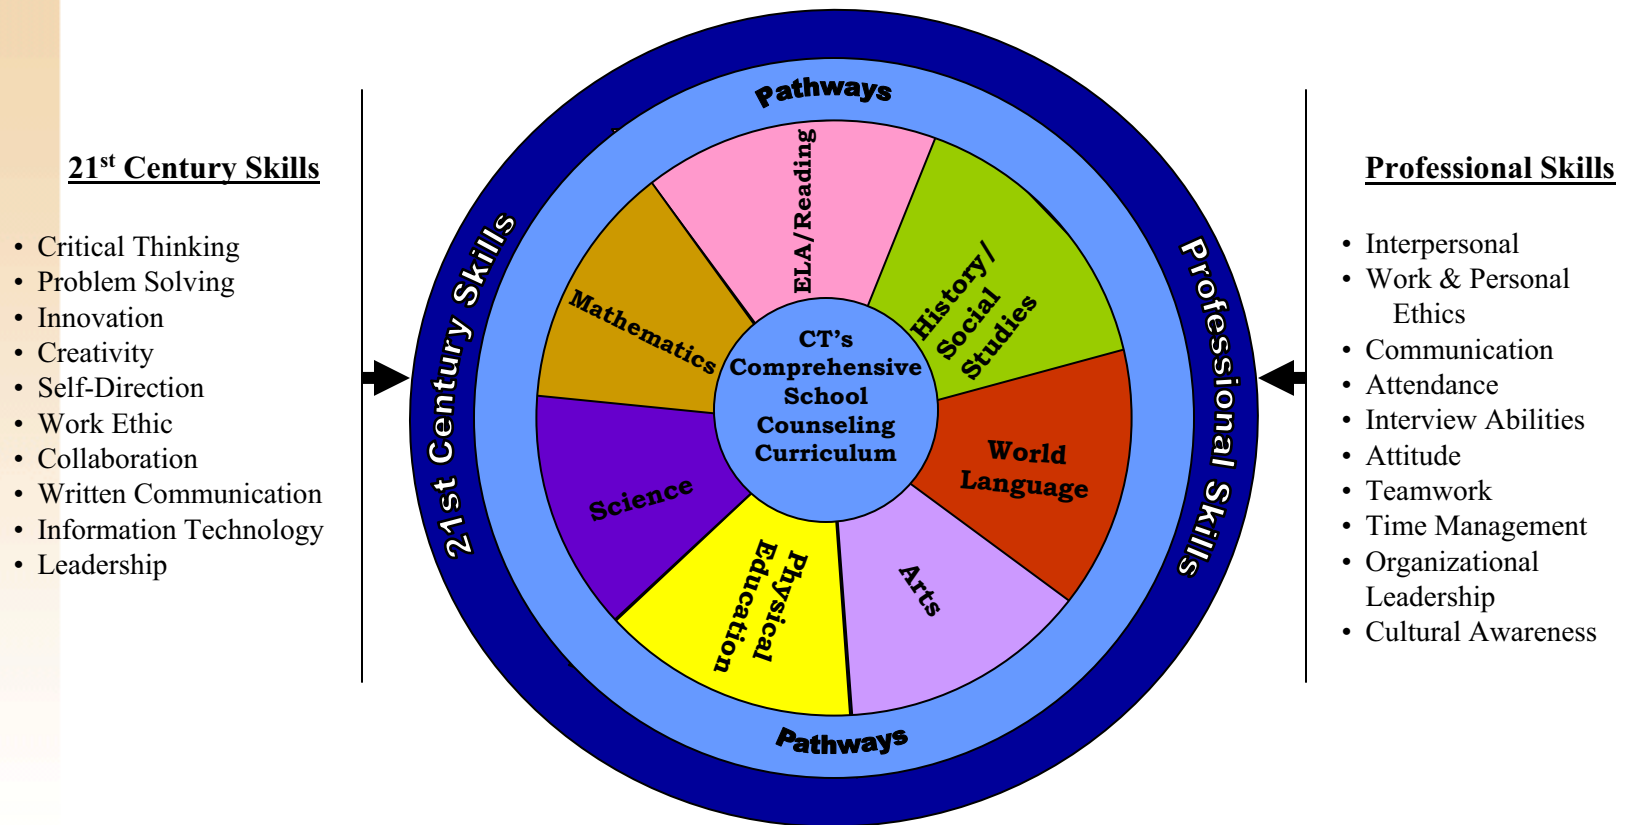 21st Century Skills
• Critical Thinking
• Problem Solving
• Innovation
• Creativity
• Self-Direction
• Work Ethic
• Collaboration
• Written Communication
• Information Technology
• Leadership
21st Century Skills
Pathways
ELA/Reading
History/
Social
Studies
Mathematics
CT's
Comprehensive
School
Counseling
Curriculum
World
Language
Science
Physical
Education
Arts
Pathways
Professional Skills
Professional Skills
• Interpersonal
• Work & Personal
Ethics
• Communication
• Attendance
• Interview Abilities
• Attitude
• Teamwork
• Time Management
• Organizational
Leadership
• Cultural Awareness